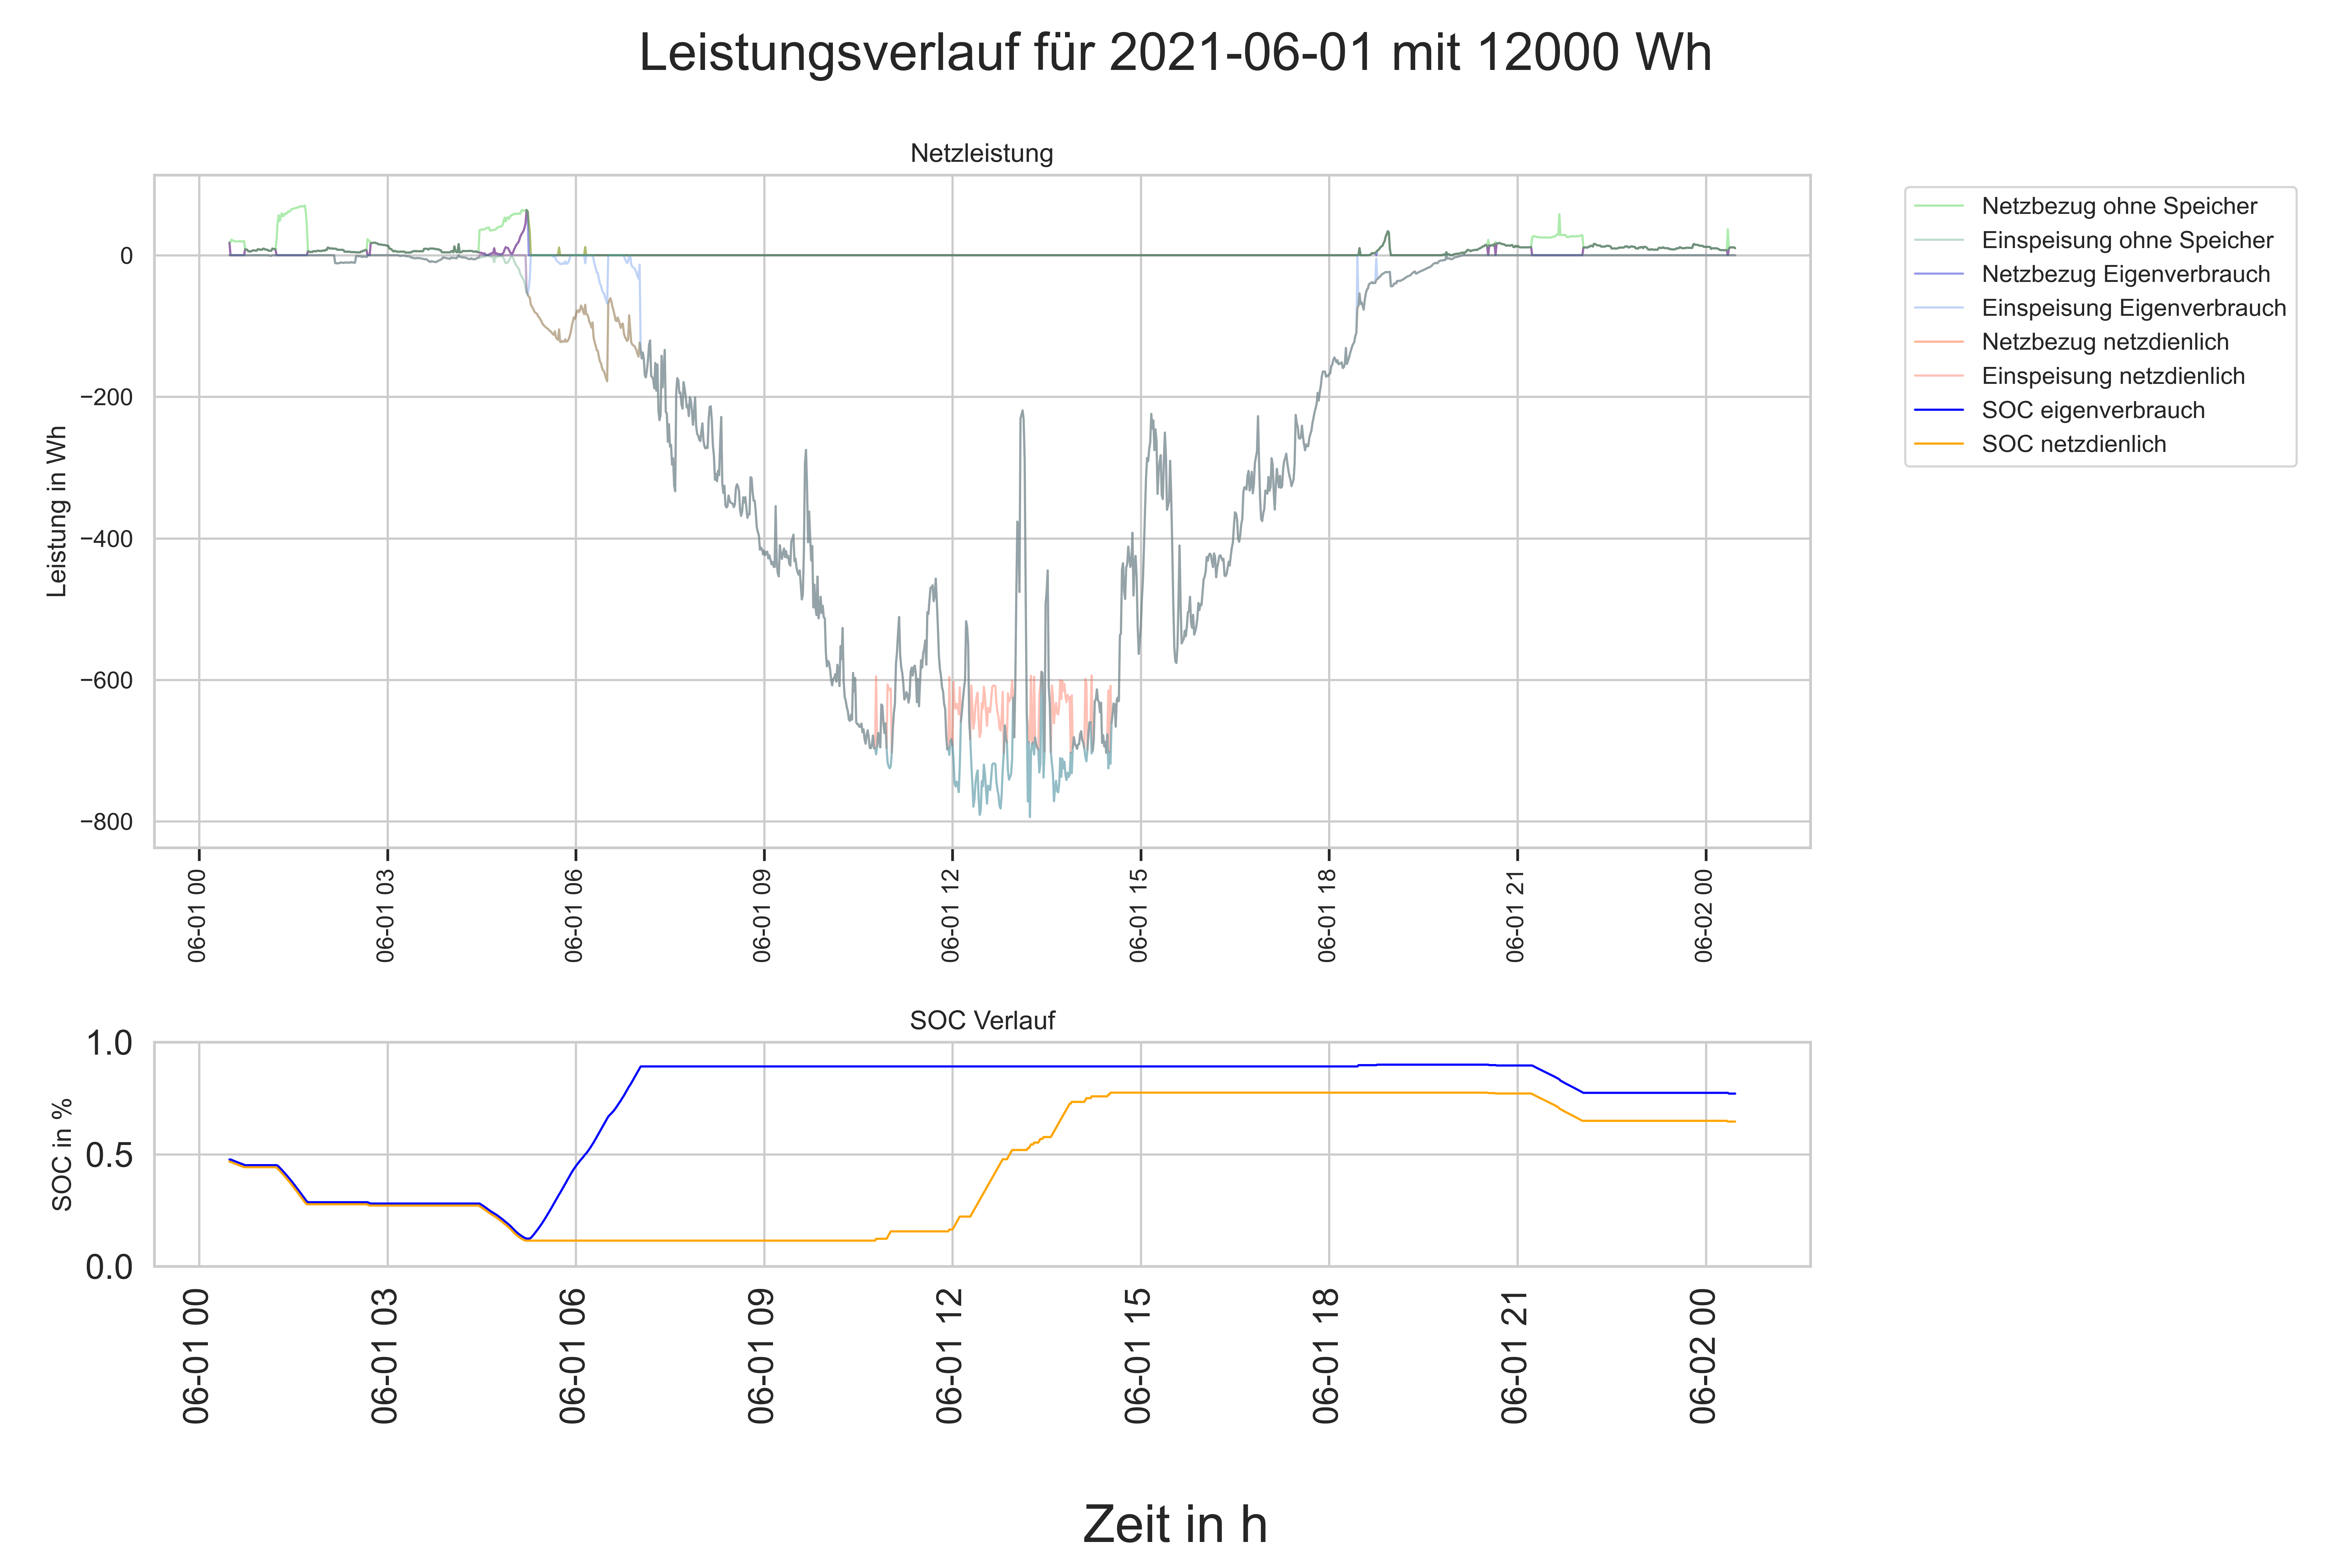 Leistungsverlauf für 2021-06-01 mit 12000 Wh
Netzleistung
Leistung in Wh
0
−200
−400
−600
−800
06-01 00
06-01 03
06-01 06
06-01 09
06-01 12
06-01 15
06-01 18
06-01 21
06-02 00
Netzbezug ohne Speicher
Einspeisung ohne Speicher
Netzbezug Eigenverbrauch
Einspeisung Eigenverbrauch
Netzbezug netzdienlich
Einspeisung netzdienlich
SOC eigenverbrauch
SOC netzdienlich
SOC Verlauf
SOC in %
1.0
0.5
0.0
06-01 00
06-01 03
06-01 06
06-01 09
06-01 12
06-01 15
06-01 18
06-01 21
06-02 00
Zeit in h